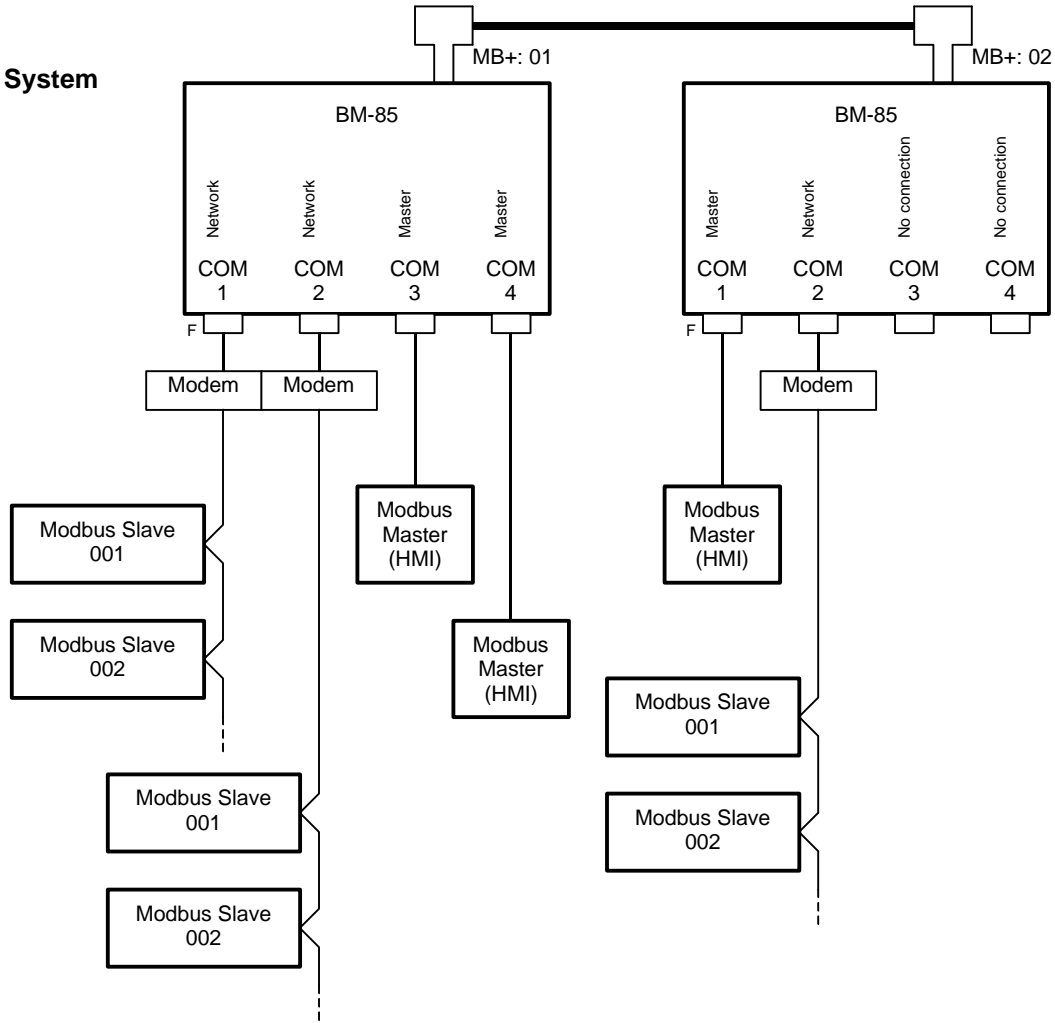 System
MB+: 01
MB+: 02
BM-85
Network
Network
Master
Master
COM
1
COM
2
COM
3
COM
4
F
BM-85
Master
Network
No connection
No connection
COM
1
COM
2
COM
3
COM
4
F
Modem
Modem
Modem
Modbus Slave
001
Modbus Slave
002
Modbus
Master
(HMI)
Modbus
Master
(HMI)
Modbus
Master
(HMI)
Modbus Slave
001
Modbus Slave
002
Modbus Slave
001
Modbus Slave
002